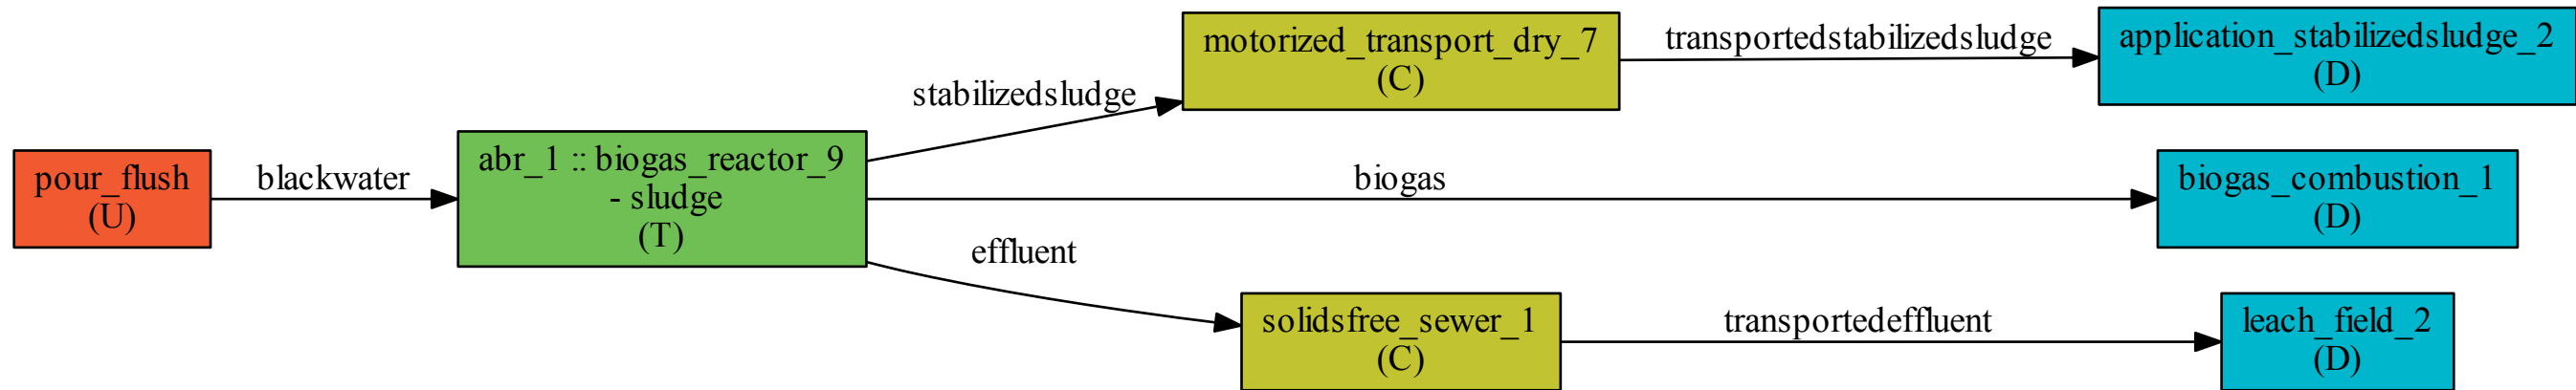 pour_flush
(U)
blackwater
abr_1 :: biogas_reactor_9
- sludge
(T)
stabilizedsludge
motorized_transport_dry_7
(C)
transportedstabilizedsludge
application_stabilizedsludge_2
(D)
biogas
biogas_combustion_1
(D)
effluent
solidsfree_sewer_1
(C)
transportedeffluent
leach_field_2
(D)